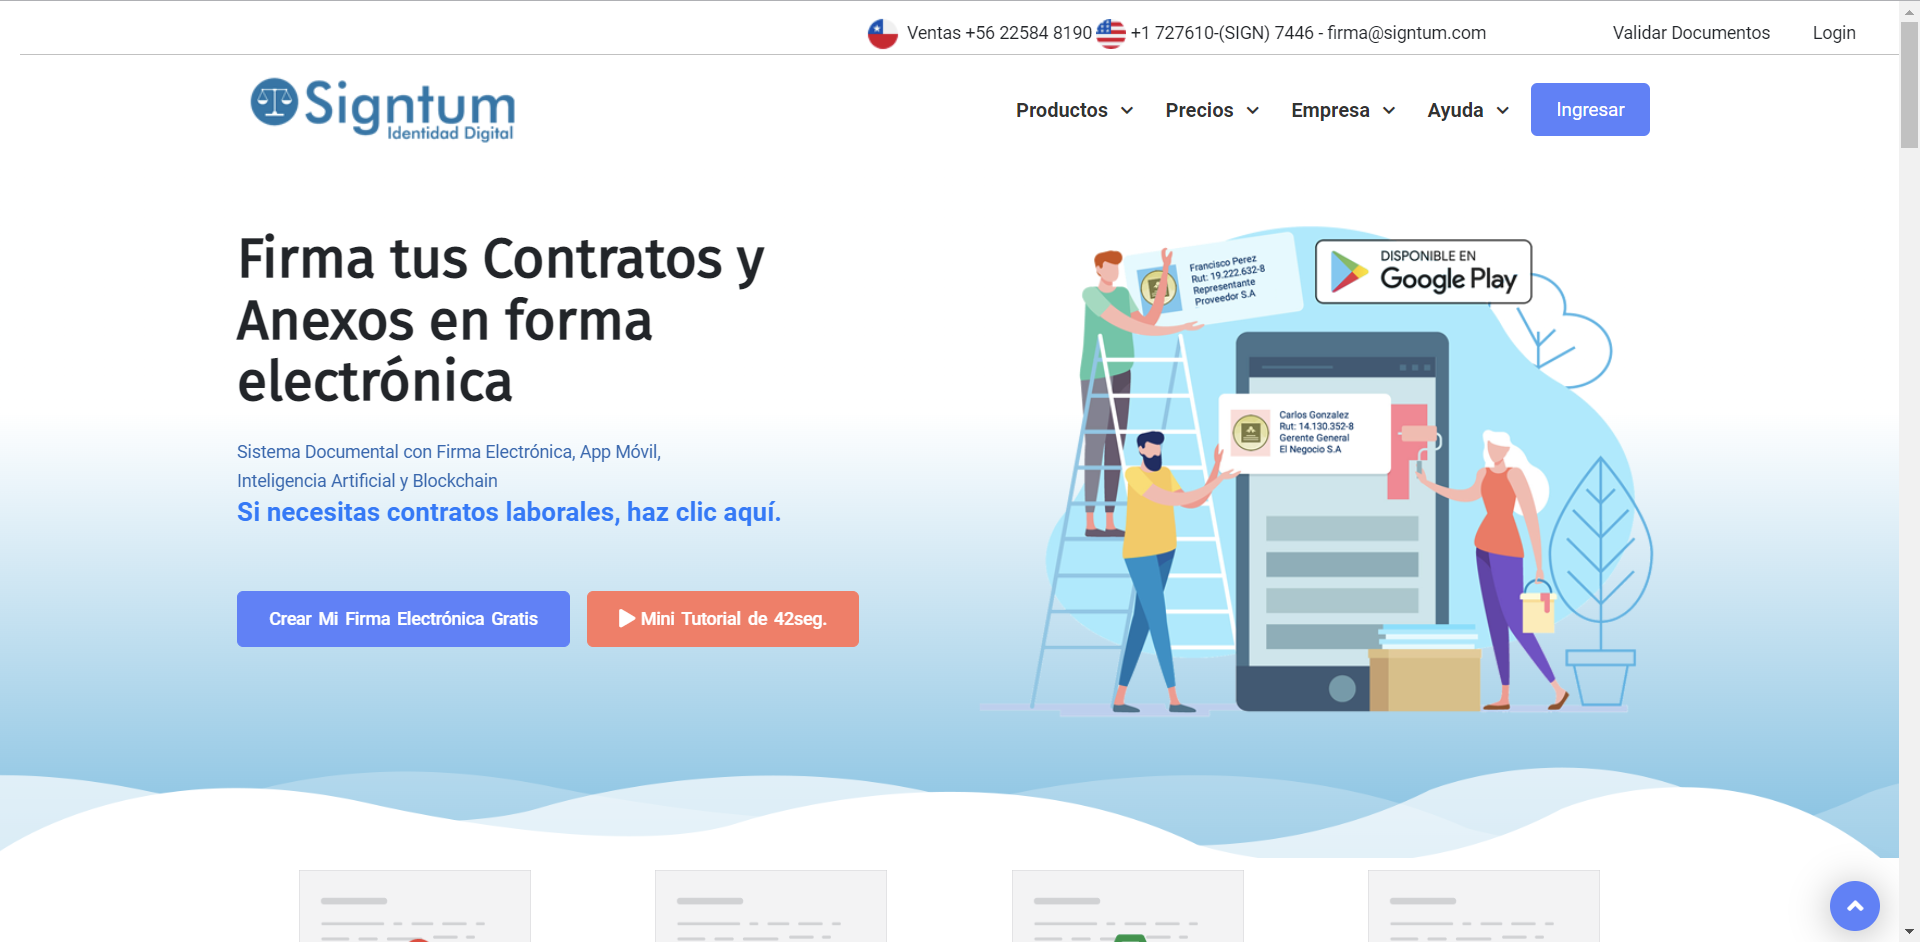 Ventas +56 22584 8190 +1 727610-(SIGN) 7446 - firma@signtum.com Validar Documentos Login
Signtum
Identidad Digital
Productos Precios Empresa Ayuda Ingresar
Firma tus Contratos y
Anexos en forma
electrónica
Sistema Documental con Firma Electrónica, App Móvil,
Inteligencia Artificial y Blockchain
Si necesitas contratos laborales, haz clic aquí.
Crear Mi Firma Electrónica Gratis
Mini Tutorial de 42seg.
Francisco Perez
Rut: 19.222.632-8
Representante
Proveedor S.A
DISPONIBLE EN
Google Play
Carlos Gonzalez
Rut: 14.130.352-8
Gerente General
El Negocio S.A